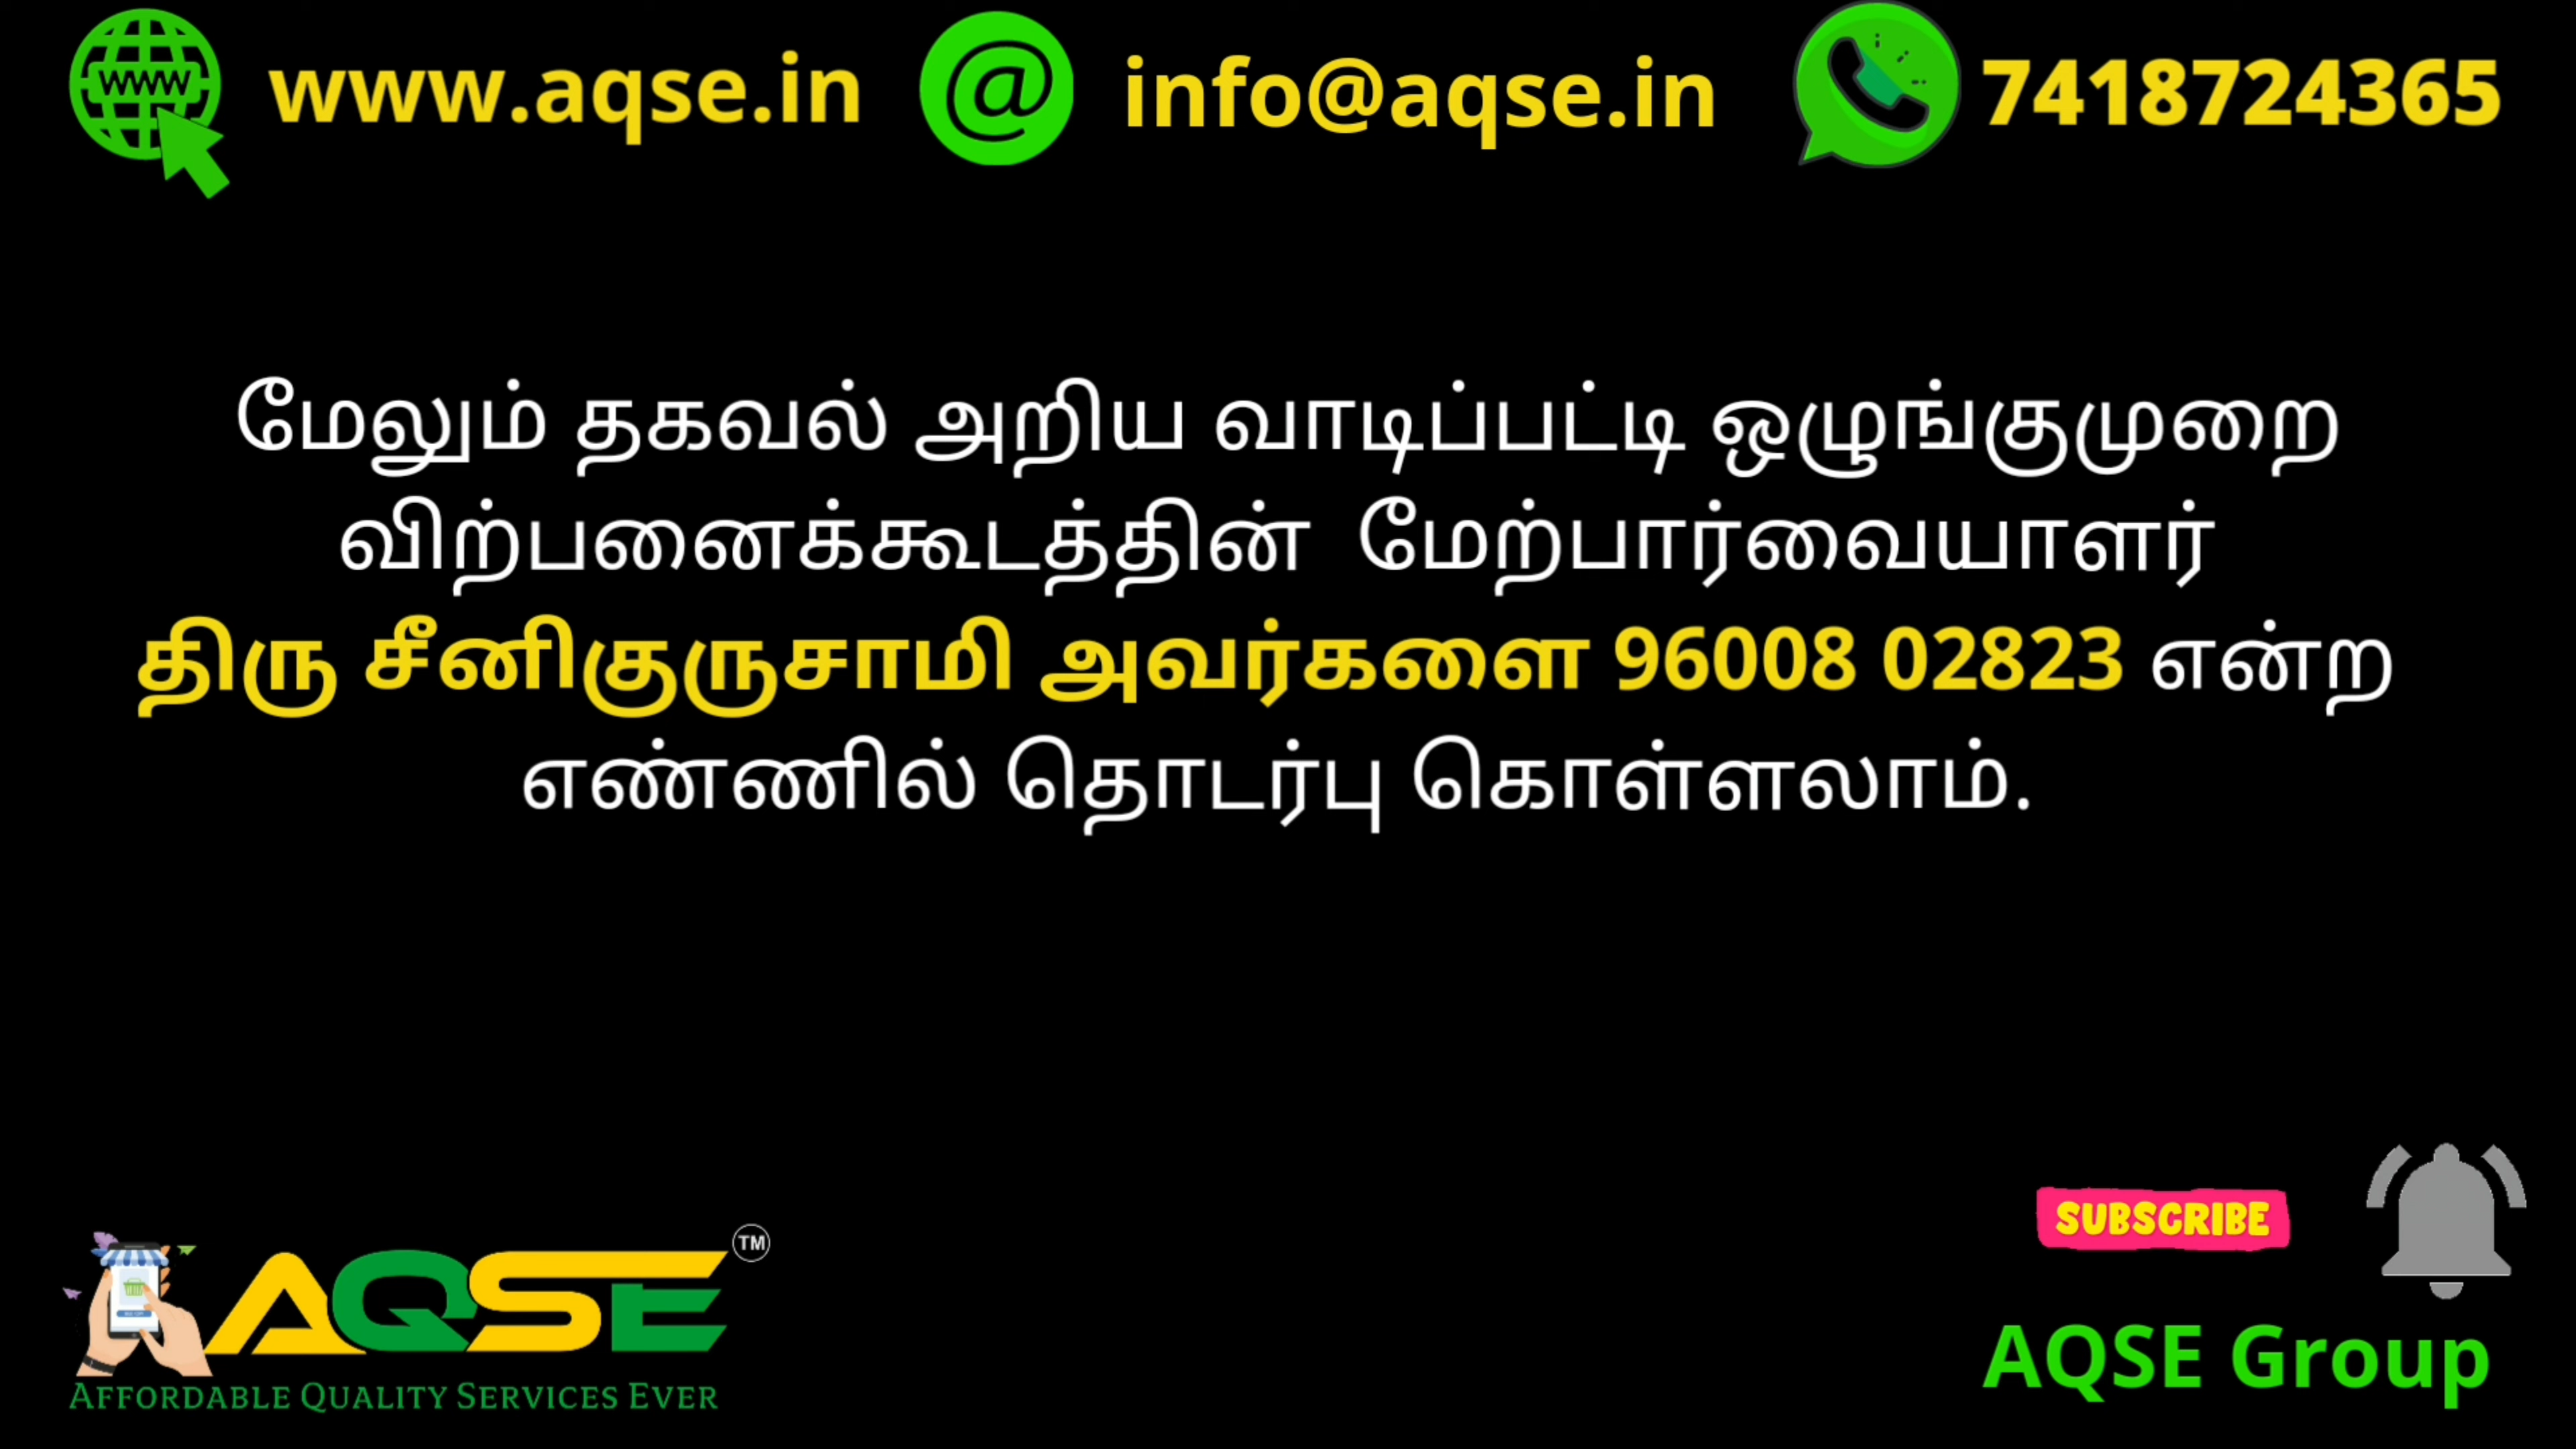 www
www.aqse.in
@
info@aqse.in
7418724365
மேலும் தகவல் அறிய வாடிப்பட்டி ஒழுங்குமுறை
விற்பனைக்கூடத்தின் மேற்பார்வையாளர்
திரு சீனிகுருசாமி அவர்களை 96008 02823 என்ற
எண்ணில் தொடர்பு கொள்ளலாம்.
AQSE TM
AFFORDABLE QUALITY SERVICES EVER
SUBSCRIBE
AQSE Group